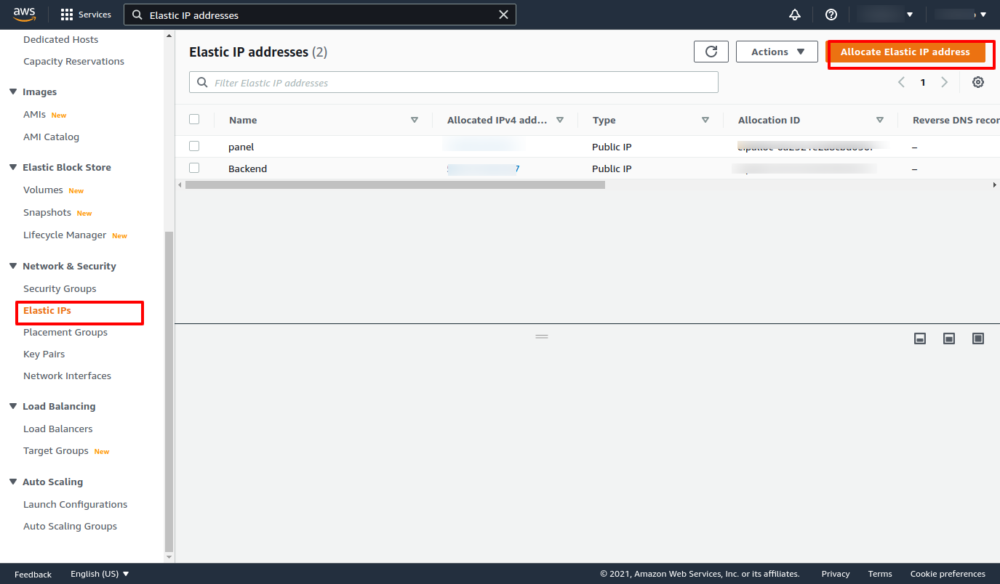 aws
Services
Elastic IP addresses
Dedicated Hosts
Capacity Reservations
Images
AMIs New
AMI Catalog
Elastic Block Store
Volumes New
Snapshots New
Lifecycle Manager New
Network & Security
Security Groups
Elastic IPs
Placement Groups
Key Pairs
Network Interfaces
Load Balancing
Load Balancers
Target Groups New
Auto Scaling
Launch Configurations
Auto Scaling Groups
Elastic IP addresses (2)
Actions
Allocate Elastic IP address
Filter Elastic IP addresses
1
Name Allocated IPv4 add... Type Allocation ID Reverse DNS recor
panel Public IP –
Backend 7 Public IP –
Feedback English (US) © 2021, Amazon Web Services, Inc. or its affiliates. Privacy Terms Cookie preferences